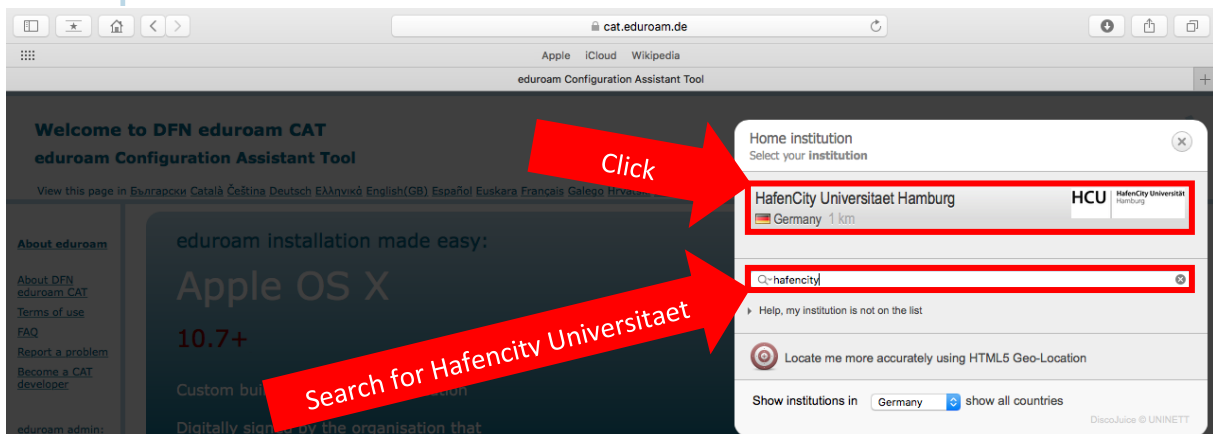 cat.eduroam.de
Apple iCloud Wikipedia
eduroam Configuration Assistant Tool
Welcome to DFN eduroam CAT
eduroam Configuration Assistant Tool
View this page in Български Català Čeština Deutsch Ελληνικά English(GB) Español Euskara Français Galego Hrvatski
About eduroam
About DFN
eduroam CAT
Terms of use
FAQ
Report a problem
Become a CAT
developer
eduroam admin:
eduroam installation made easy:
Apple OS X
10.7+
Custom
Digitally signed by the organisation that
Click
Search for Hafencity Universitaet
Home institution
Select your institution
HafenCity Universitaet Hamburg
Germany 1 km
HCU HafenCity Universität
Hamburg
hafencity
Help, my institution is not on the list
Locate me more accurately using HTML5 Geo-Location
Show institutions in Germany show all countries
DiscoJuice © UNINETT